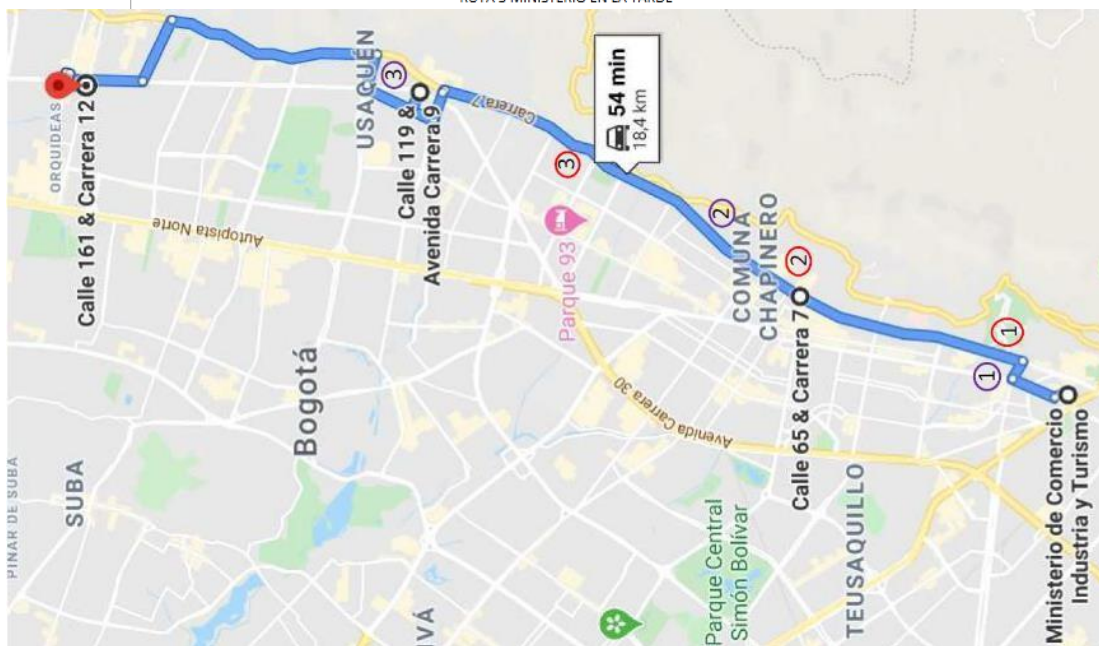 PINAR DE SUBA
SUBA
ORQUIDEAS
Calle 161 & Carrera 12
Autopista Norte
USAQUÉN
3
Calle 119 &
Avenida Carrera 9
Carrera 7
Bogotá
3
54 min
18,4 km
Parque 93
2
COMUNA
CHAPINERO
2
Avenida Carrera 30
Calle 65 & Carrera 7
IVÁ
Parque Central
Simón Bolívar
TEUSAQUILLO
1
1
Ministerio de Comercio
Industria y Turismo